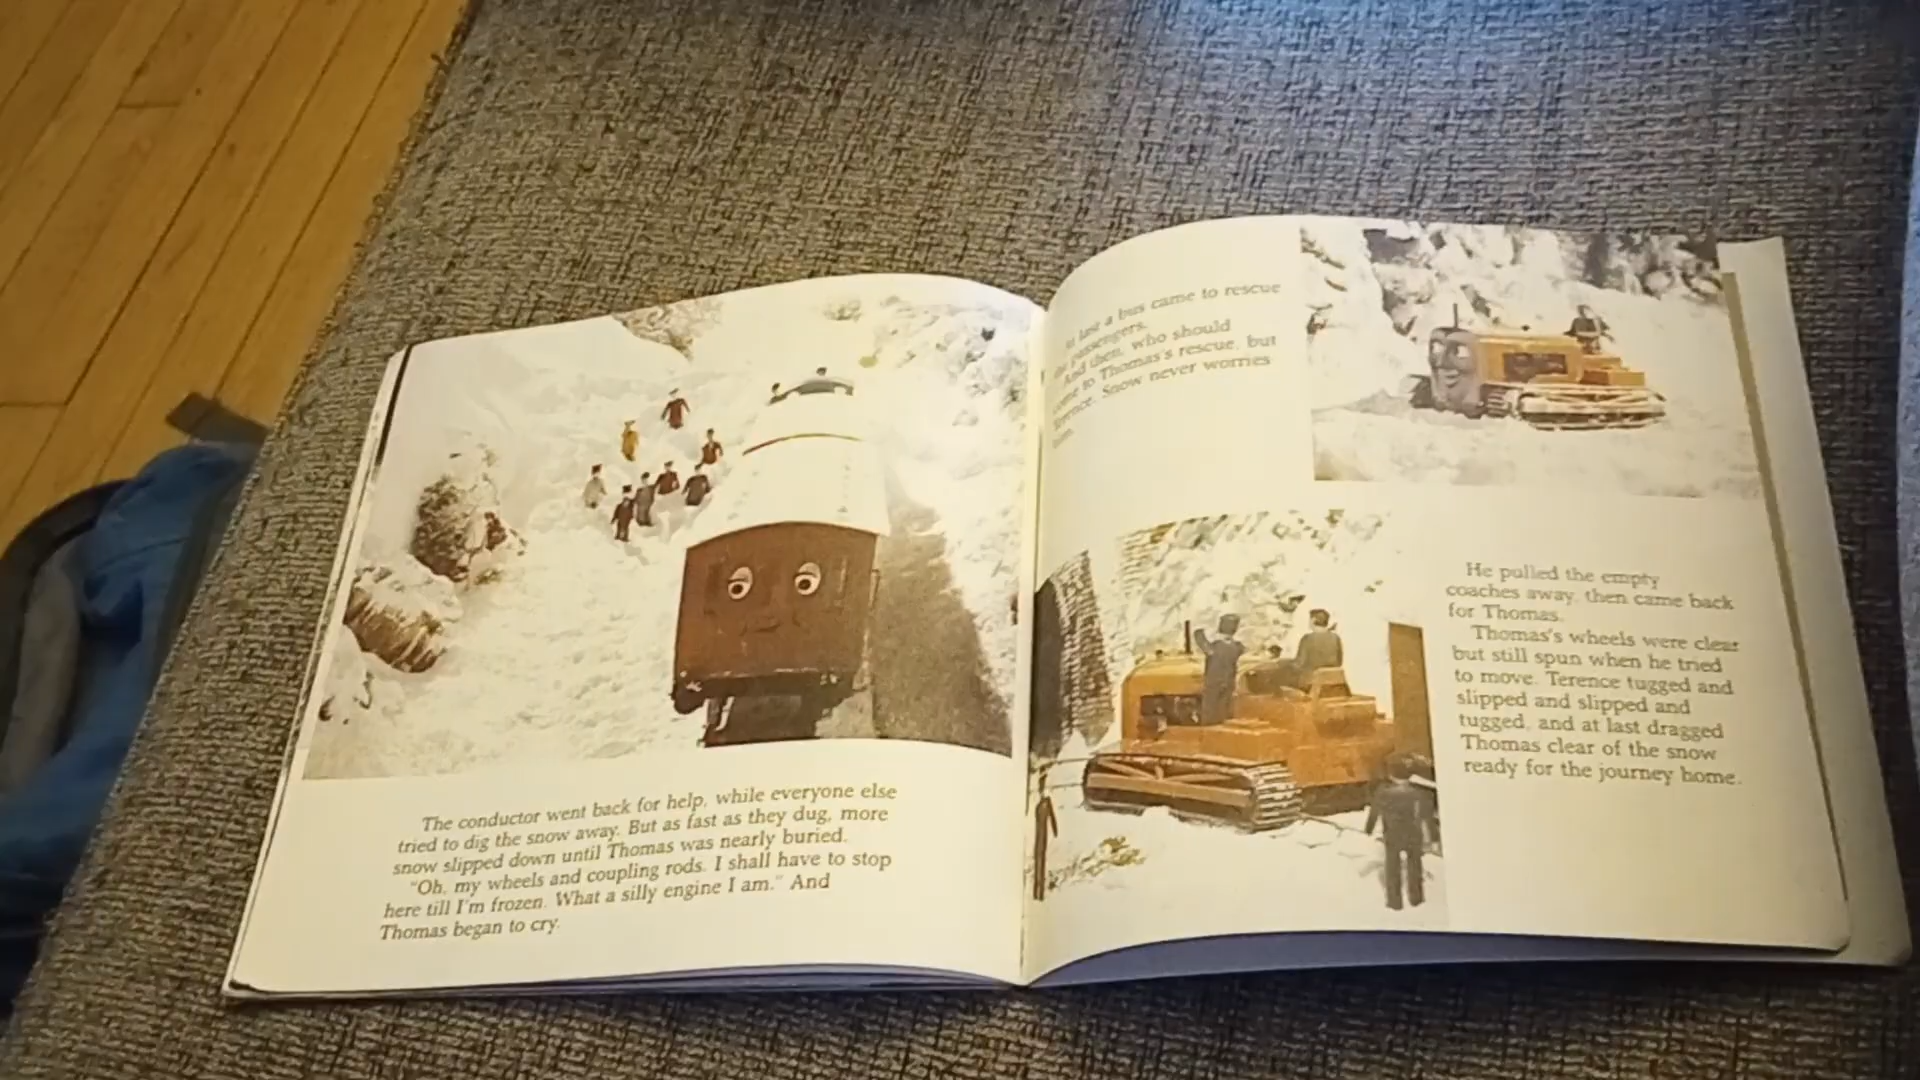 The conductor went back for help, while everyone else
tried to dig the snow away. But as fast as they dug, more
snow slipped down until Thomas was nearly buried.
"Oh, my wheels and coupling rods. I shall have to stop
here till I'm frozen. What a silly engine I am." And
Thomas began to cry.
last a bus came to rescue
passengers.
And then, who should
come to Thomas's rescue, but
Terence. Snow never worries
He pulled the empty
coaches away, then came back
for Thomas.
Thomas's wheels were clear
but still spun when he tried
to move. Terence tugged and
slipped and slipped and
tugged, and at last dragged
Thomas clear of the snow
ready for the journey home.